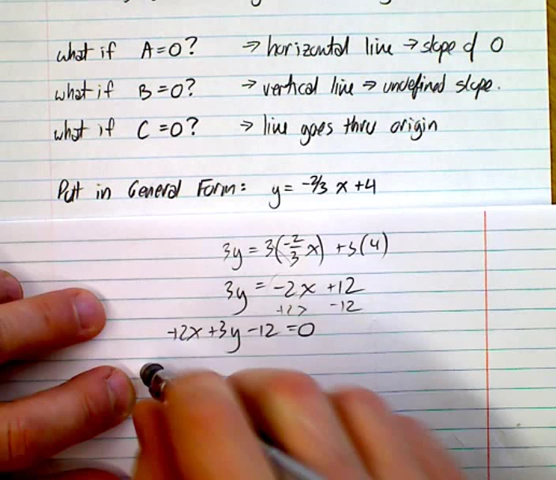 what if A=0? → horizontal line → slope of 0
what if B=0? → vertical line → undefined slope.
what if C=0? → line goes thru origin
Put in General Form: y = -2/3 x +4
3y = 3(-2/3 x) + 3(4)
3y = -2x +12
+2x -12
+2x +3y -12 = 0